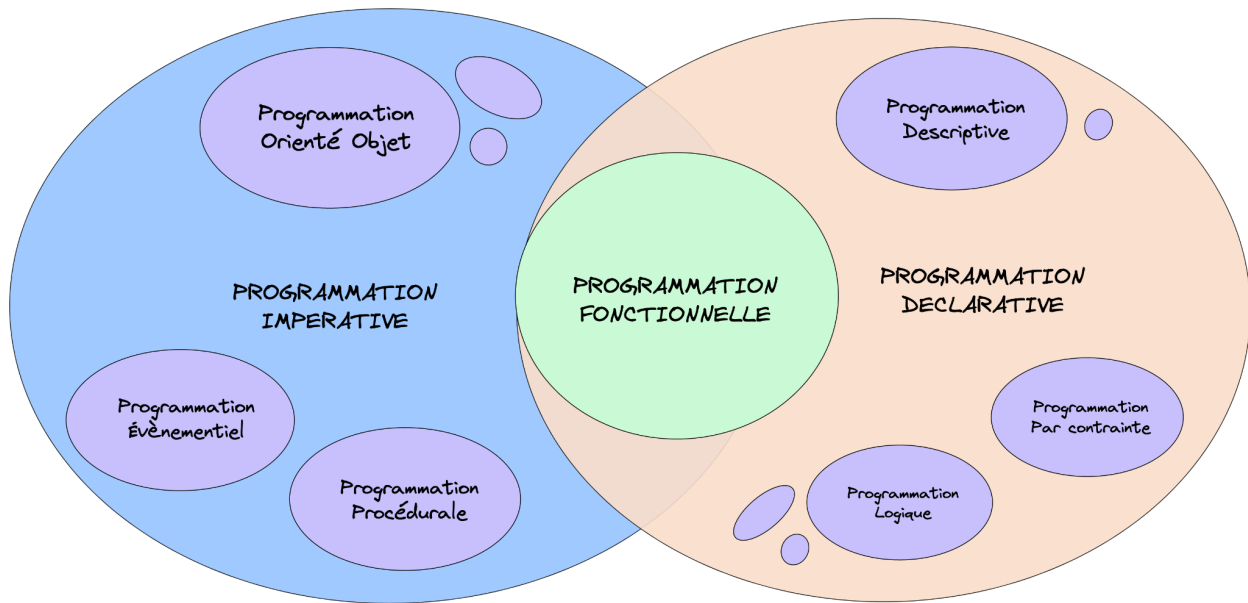 Programmation
Orienté Objet
Programmation
Descriptive
PROGRAMMATION
IMPERATIVE
PROGRAMMATION
FONCTIONNELLE
PROGRAMMATION
DECLARATIVE
Programmation
Évènementiel
Programmation
Procédurale
Programmation
Logique
Programmation
Par contrainte